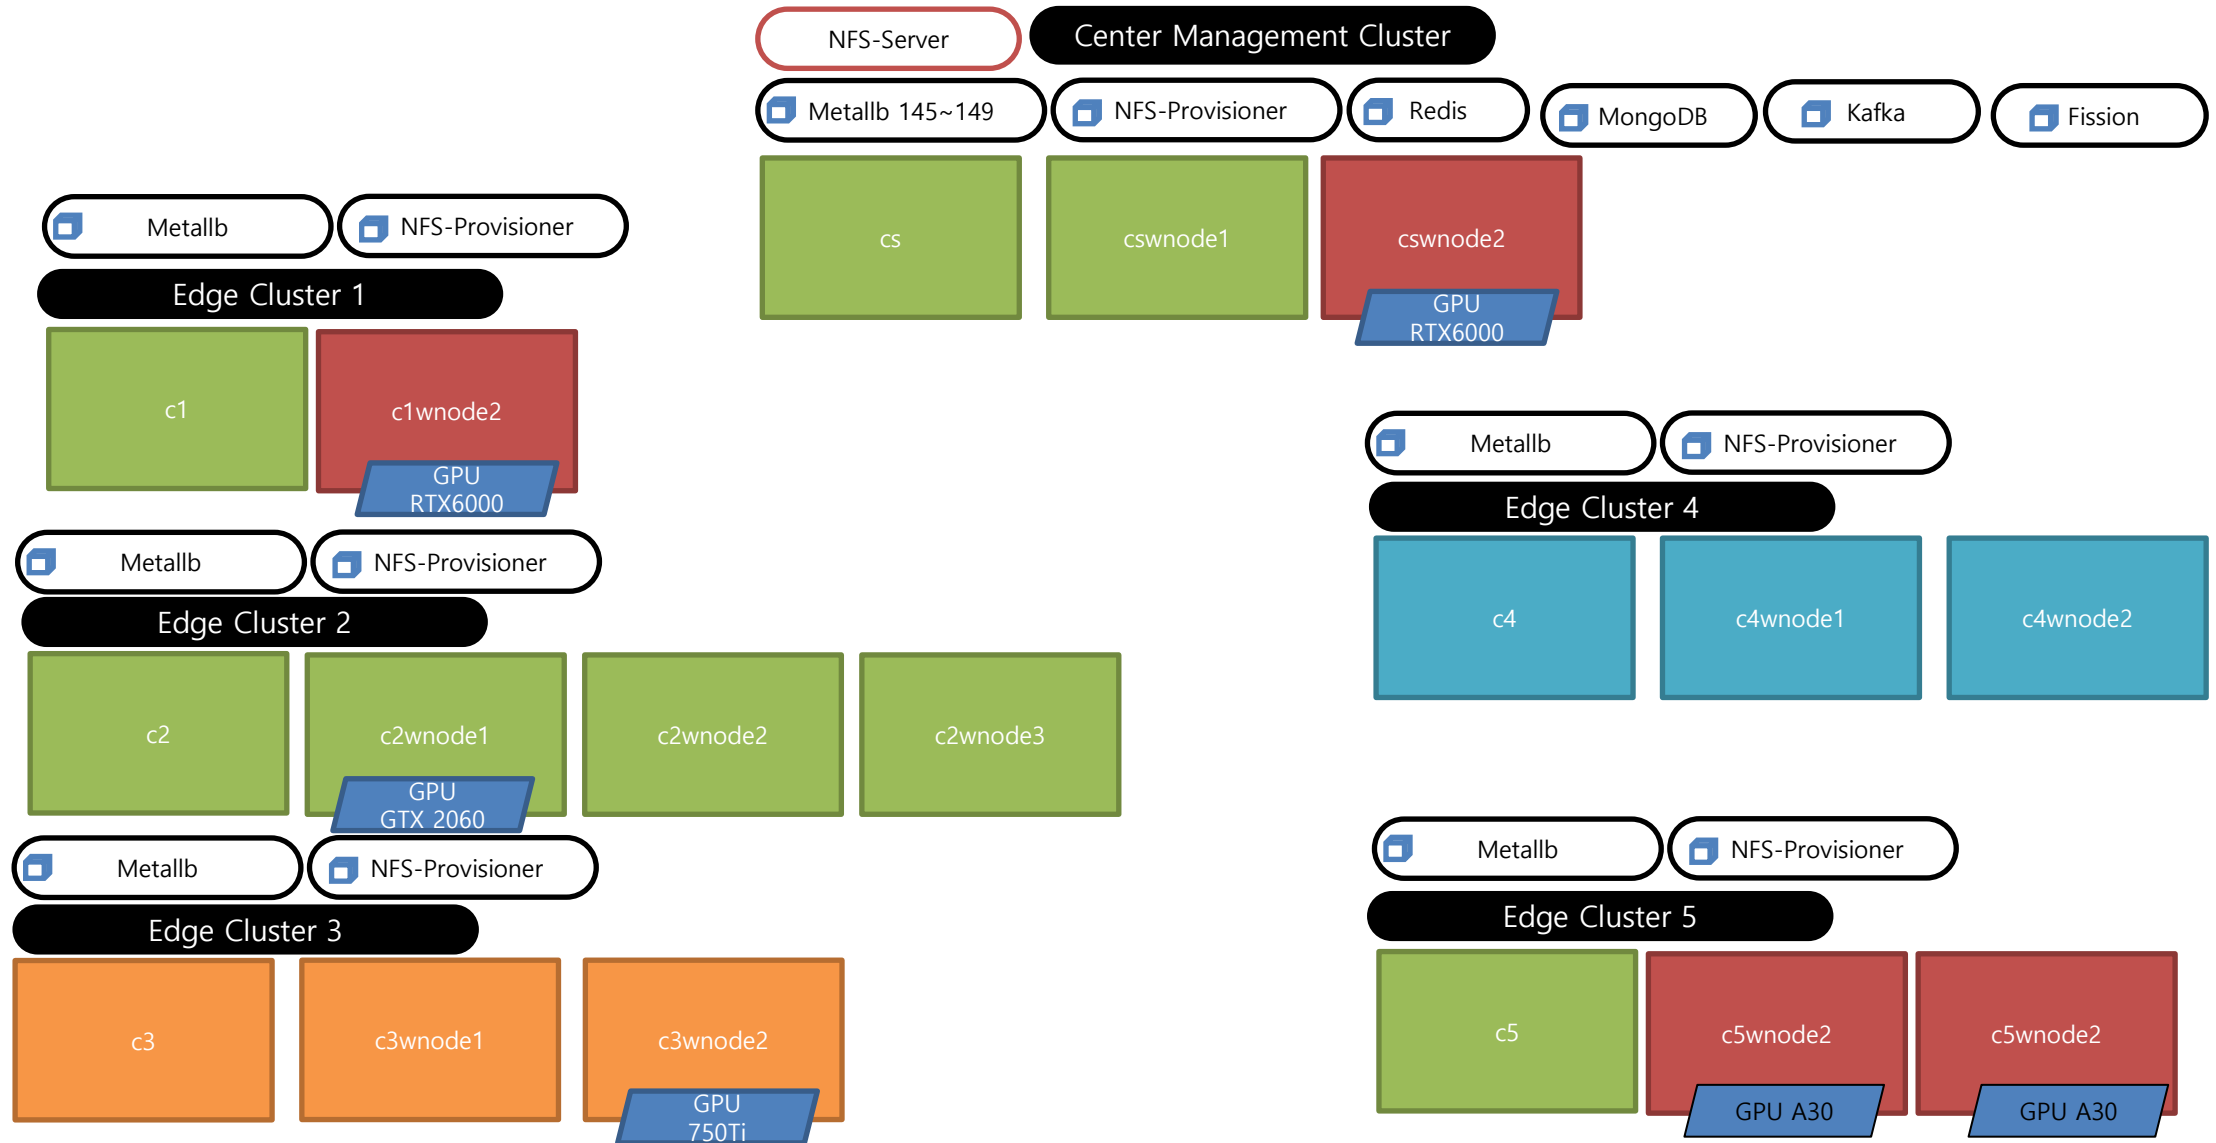 NFS-Server
Center Management Cluster
Metallb 145~149
NFS-Provisioner
Redis
MongoDB
Kafka
Fission
cs
cswnode1
cswnode2
GPU
RTX6000
Metallb
NFS-Provisioner
Edge Cluster 1
c1
c1wnode2
GPU
RTX6000
Metallb
NFS-Provisioner
Edge Cluster 2
c2
c2wnode1
c2wnode2
c2wnode3
GPU
GTX 2060
Metallb
NFS-Provisioner
Edge Cluster 3
c3
c3wnode1
c3wnode2
GPU
750Ti
Metallb
NFS-Provisioner
Edge Cluster 4
c4
c4wnode1
c4wnode2
Metallb
NFS-Provisioner
Edge Cluster 5
c5
c5wnode2
c5wnode2
GPU A30
GPU A30